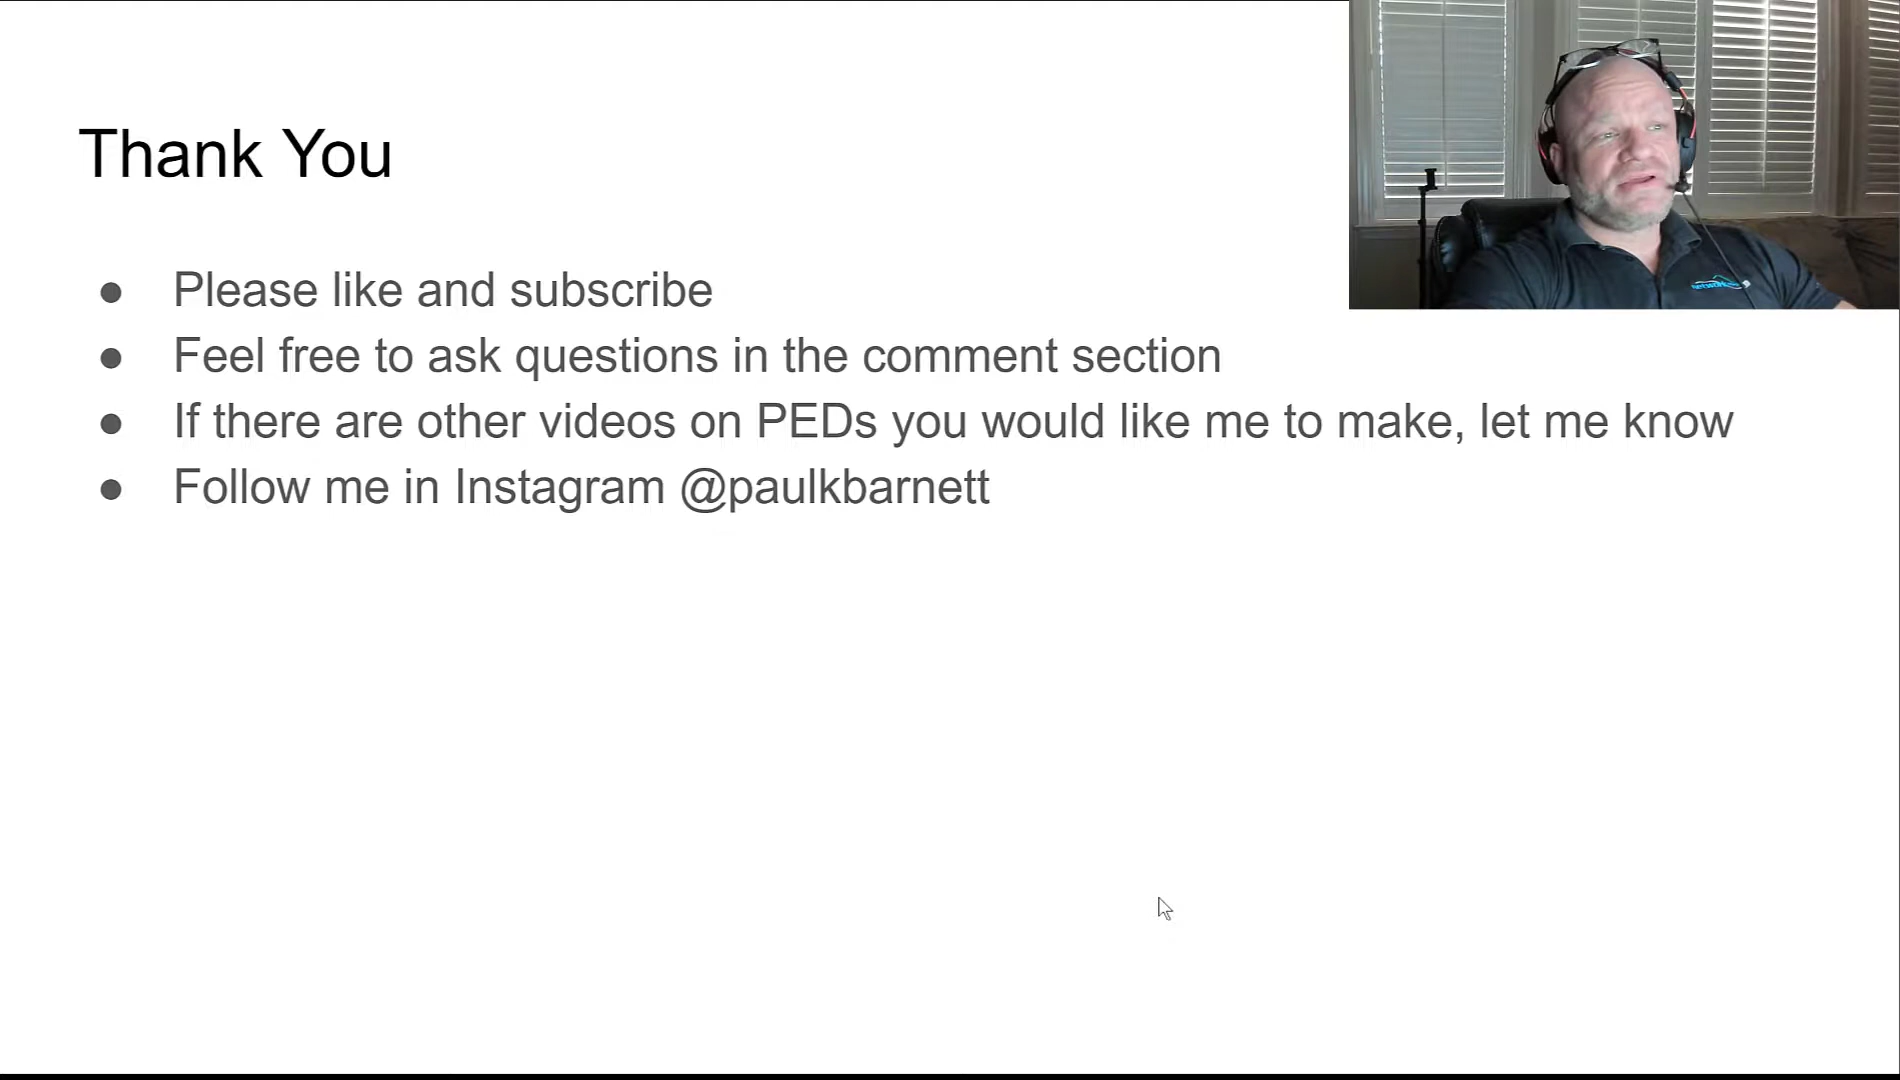 Thank You
● Please like and subscribe
● Feel free to ask questions in the comment section
● If there are other videos on PEDs you would like me to make, let me know
● Follow me in Instagram @paulkbarnett